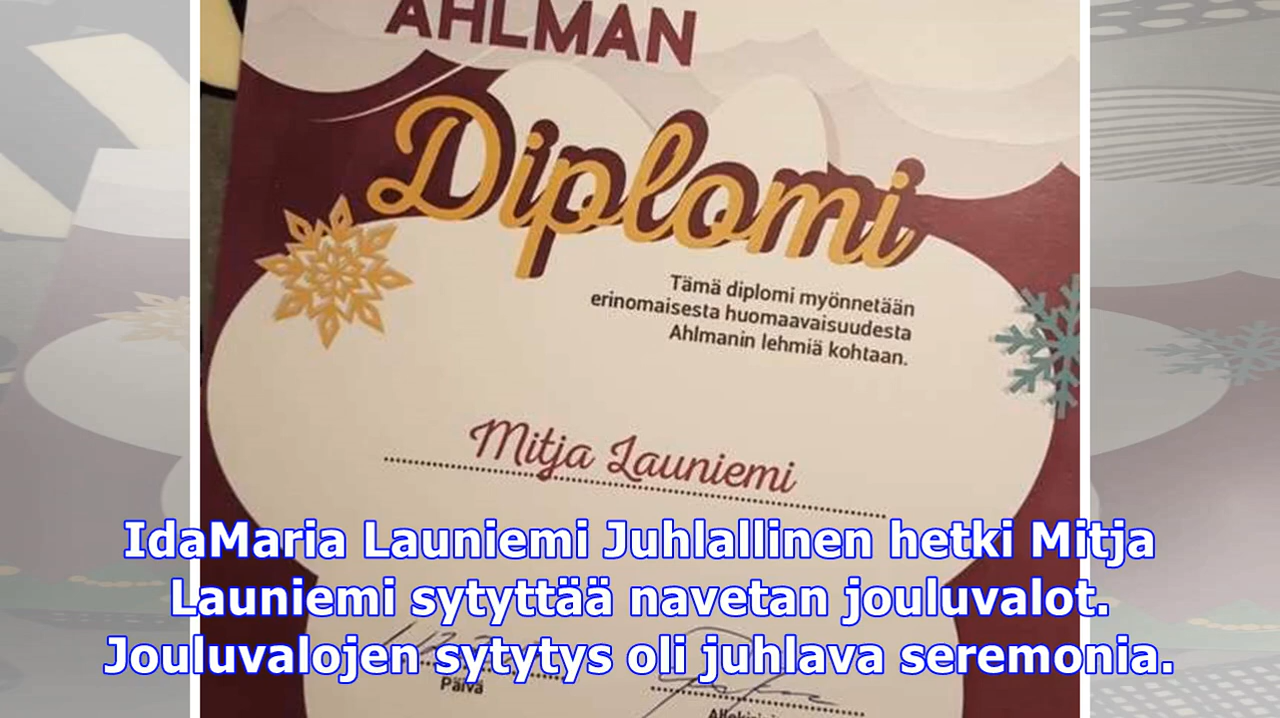 AHLMAN
Diplomi
Tämä diplomi myönnetään
erinomaisesta huomaavaisuudesta
Ahlmanin lehmiä kohtaan.
Mitja Launiemi
IdaMaria Launiemi Juhlallinen hetki Mitja
Launiemi sytyttää navetan jouluvalot.
Jouluvalojen sytytys oli juhlava seremonia.
Päivä